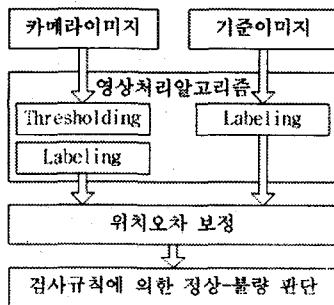 카메라이미지 기준이미지
영상처리알고리즘
Thresholding Labeling
Labeling
위치오차 보정
검사규칙에 의한 정상-불량 판단